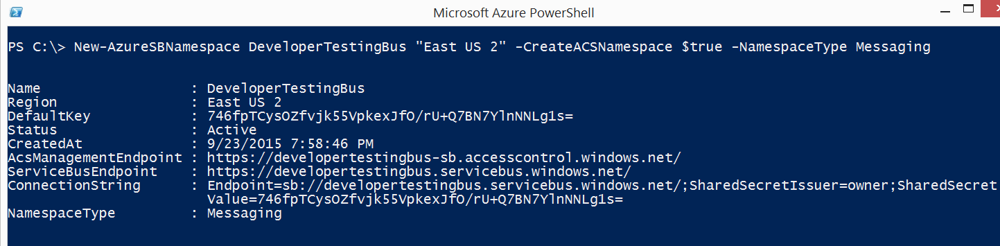 Microsoft Azure PowerShell
PS C:\> New-AzureSBNamespace DeveloperTestingBus "East US 2" -CreateACSNamespace $true -NamespaceType Messaging
Name : DeveloperTestingBus
Region : East US 2
DefaultKey : 746fpTCysOZfvjk55VpkexJfO/rU+Q7BN7YlnNNLg1s=
Status : Active
CreatedAt : 9/23/2015 7:58:46 PM
AcsManagementEndpoint : https://developertestingbus-sb.accesscontrol.windows.net/
ServiceBusEndpoint : https://developertestingbus.servicebus.windows.net/
ConnectionString : Endpoint=sb://developertestingbus.servicebus.windows.net/;SharedSecretIssuer=owner;SharedSecret
Value=746fpTCysOZfvjk55VpkexJfO/rU+Q7BN7YlnNNLg1s=
NamespaceType : Messaging